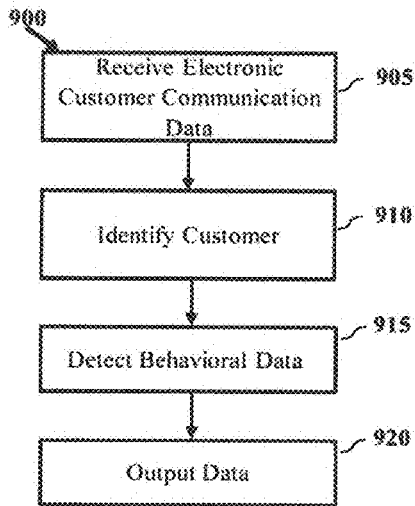 900
Receive Electronic
Customer Communication
Data
905
Identify Customer
910
Detect Behavioral Data
915
Output Data
920